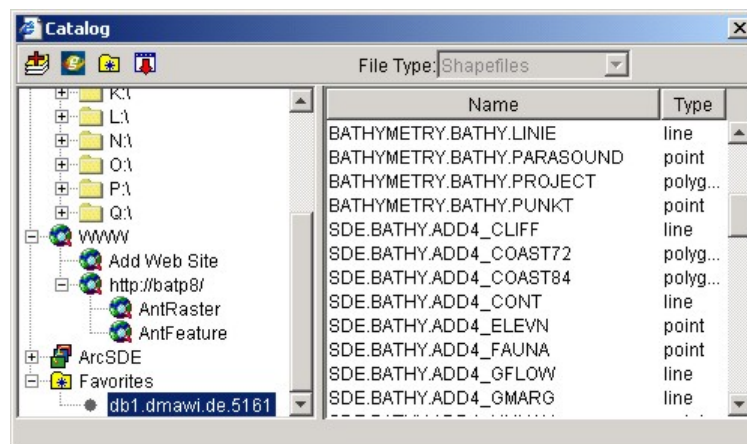 Catalog
File Type: Shapefiles
K:\
L:\
N:\
O:\
P:\
Q:\
WWW
Add Web Site
http://batp8/
AntRaster
AntFeature
ArcSDE
Favorites
db1.dmawi.de.5161
Name Type
BATHYMETRY.BATHY.LINIE line
BATHYMETRY.BATHY.PARASOUND point
BATHYMETRY.BATHY.PROJECT polyg...
BATHYMETRY.BATHY.PUNKT point
SDE.BATHY.ADD4_CLIFF line
SDE.BATHY.ADD4_COAST72 polyg...
SDE.BATHY.ADD4_COAST84 polyg...
SDE.BATHY.ADD4_CONT line
SDE.BATHY.ADD4_ELEVN point
SDE.BATHY.ADD4_FAUNA point
SDE.BATHY.ADD4_GFLOW line
SDE.BATHY.ADD4_GMARG line